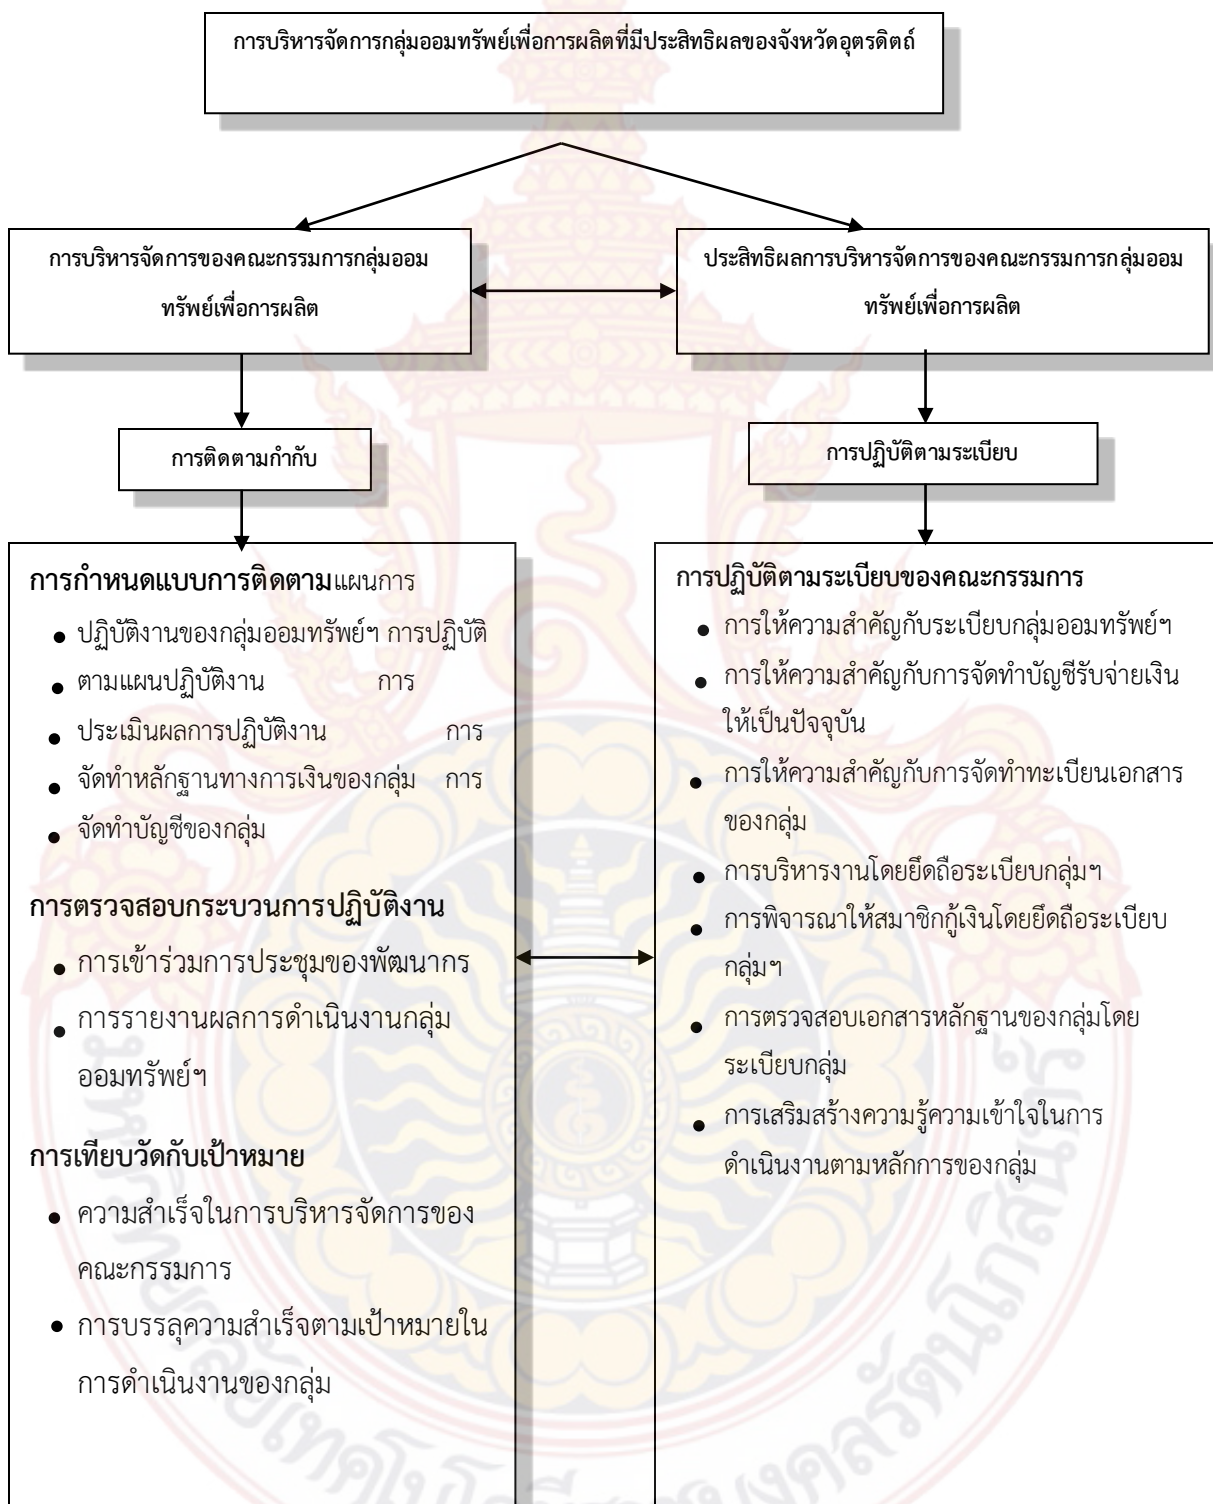 การบริหารจัดการกลุ่มออมทรัพย์เพื่อการผลิตที่มีประสิทธิผลของจังหวัดอุตรดิตถ์
การบริหารจัดการของคณะกรรมการกลุ่มออม
ทรัพย์เพื่อการผลิต
ประสิทธิผลการบริหารจัดการของคณะกรรมการกลุ่มออม
ทรัพย์เพื่อการผลิต
การติดตามกำกับ
การปฏิบัติตามระเบียบ
การกำหนดแบบการติดตามแผนการ
● ปฏิบัติงานของกลุ่มออมทรัพย์ฯ การปฏิบัติ
● ตามแผนปฏิบัติงาน การ
● ประเมินผลการปฏิบัติงาน การ
● จัดทำหลักฐานทางการเงินของกลุ่ม การ
● จัดทำบัญชีของกลุ่ม
การตรวจสอบกระบวนการปฏิบัติงาน
● การเข้าร่วมการประชุมของพัฒนากร
● การรายงานผลการดำเนินงานกลุ่ม
ออมทรัพย์ฯ
การเทียบวัดกับเป้าหมาย
● ความสำเร็จในการบริหารจัดการของ
คณะกรรมการ
● การบรรลุความสำเร็จตามเป้าหมายใน
การดำเนินงานของกลุ่ม
การปฏิบัติตามระเบียบของคณะกรรมการ
● การให้ความสำคัญกับระเบียบกลุ่มออมทรัพย์ฯ
● การให้ความสำคัญกับการจัดทำบัญชีรับจ่ายเงิน
ให้เป็นปัจจุบัน
● การให้ความสำคัญกับการจัดทำทะเบียนเอกสาร
ของกลุ่ม
● การบริหารงานโดยยึดถือระเบียบกลุ่มฯ
● การพิจารณาให้สมาชิกกู้เงินโดยยึดถือระเบียบ
กลุ่มฯ
● การตรวจสอบเอกสารหลักฐานของกลุ่มโดย
ระเบียบกลุ่ม
● การเสริมสร้างความรู้ความเข้าใจในการ
ดำเนินงานตามหลักการของกลุ่ม
มหาวิทยาลัยเทคโนโลยีราชมงคลรัตนโกสินทร์